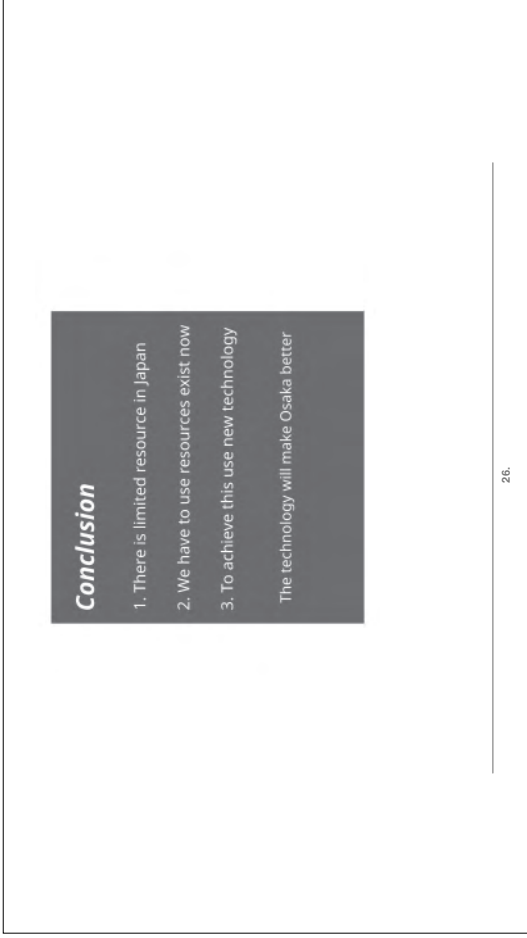 Conclusion
1. There is limited resource in Japan
2. We have to use resources exist now
3. To achieve this use new technology
The technology will make Osaka better
26.